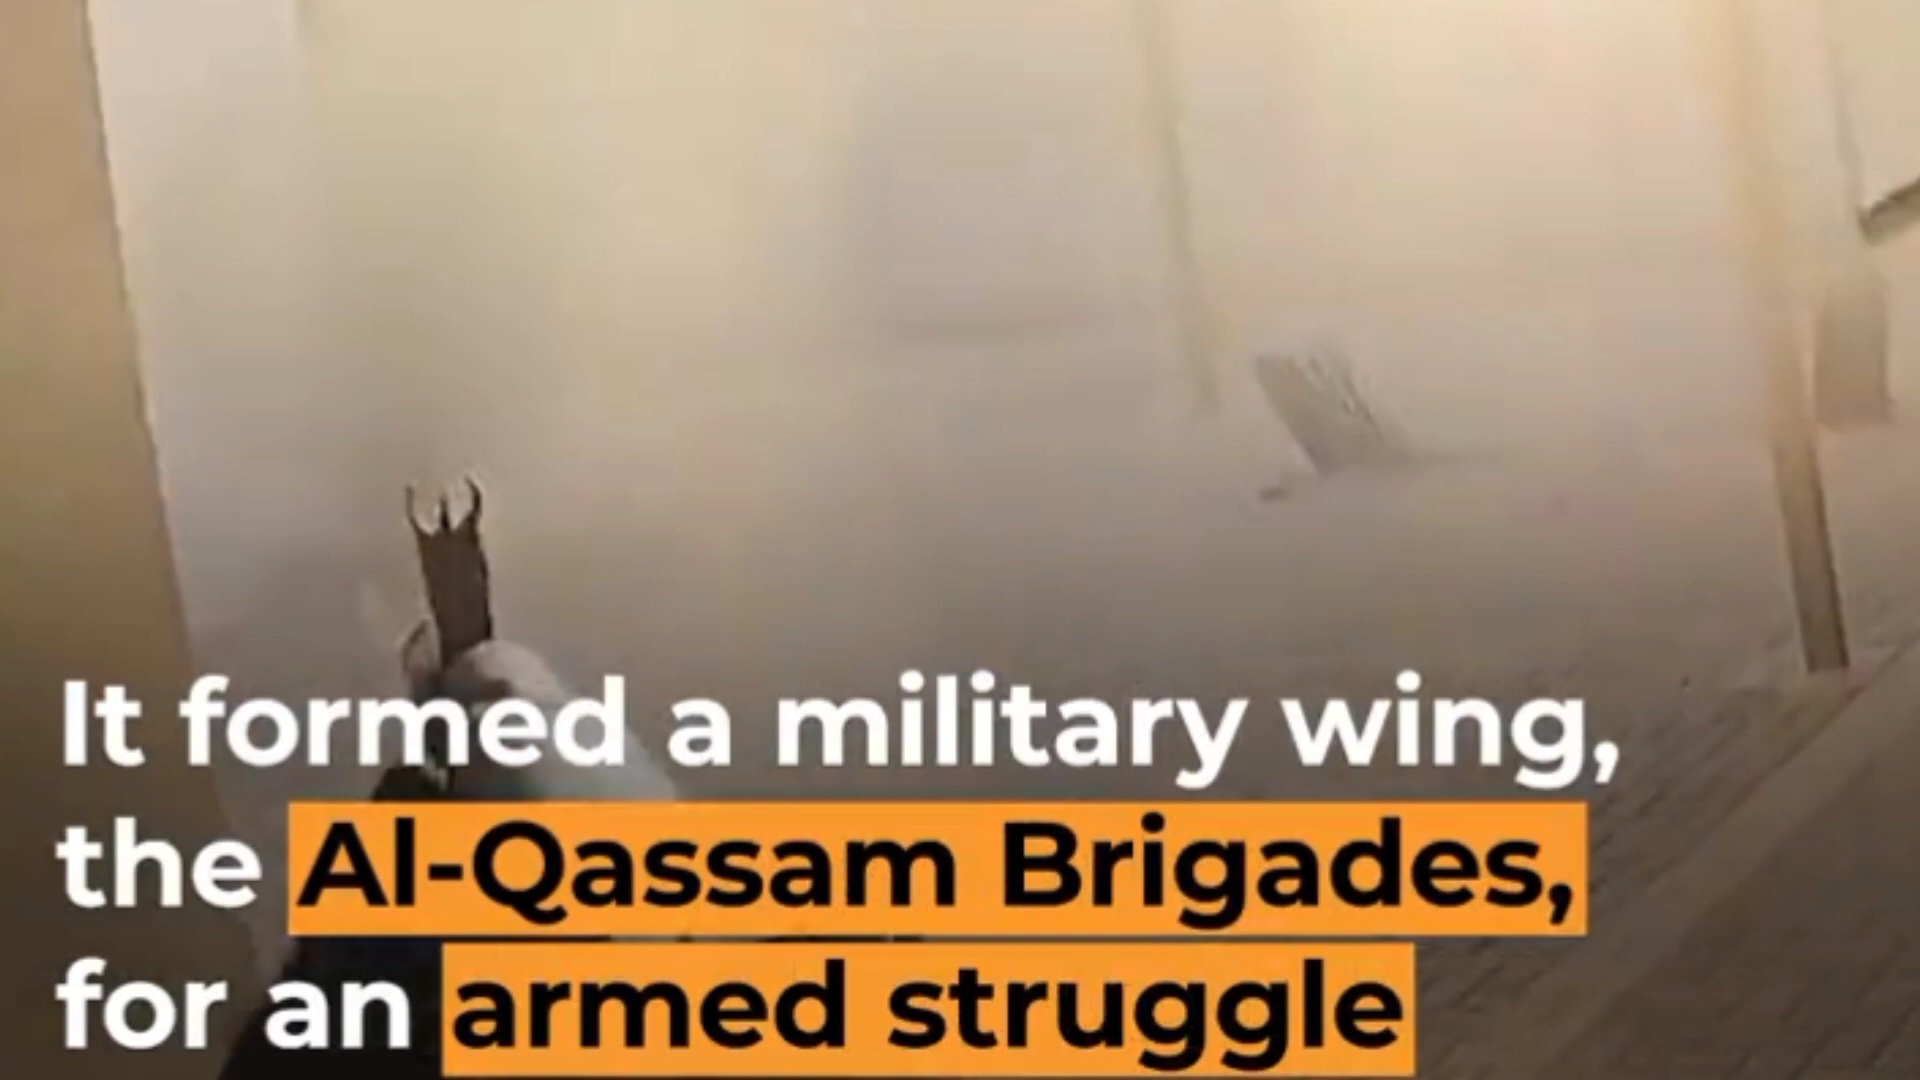 It formed a military wing,
the Al-Qassam Brigades,
for an armed struggle